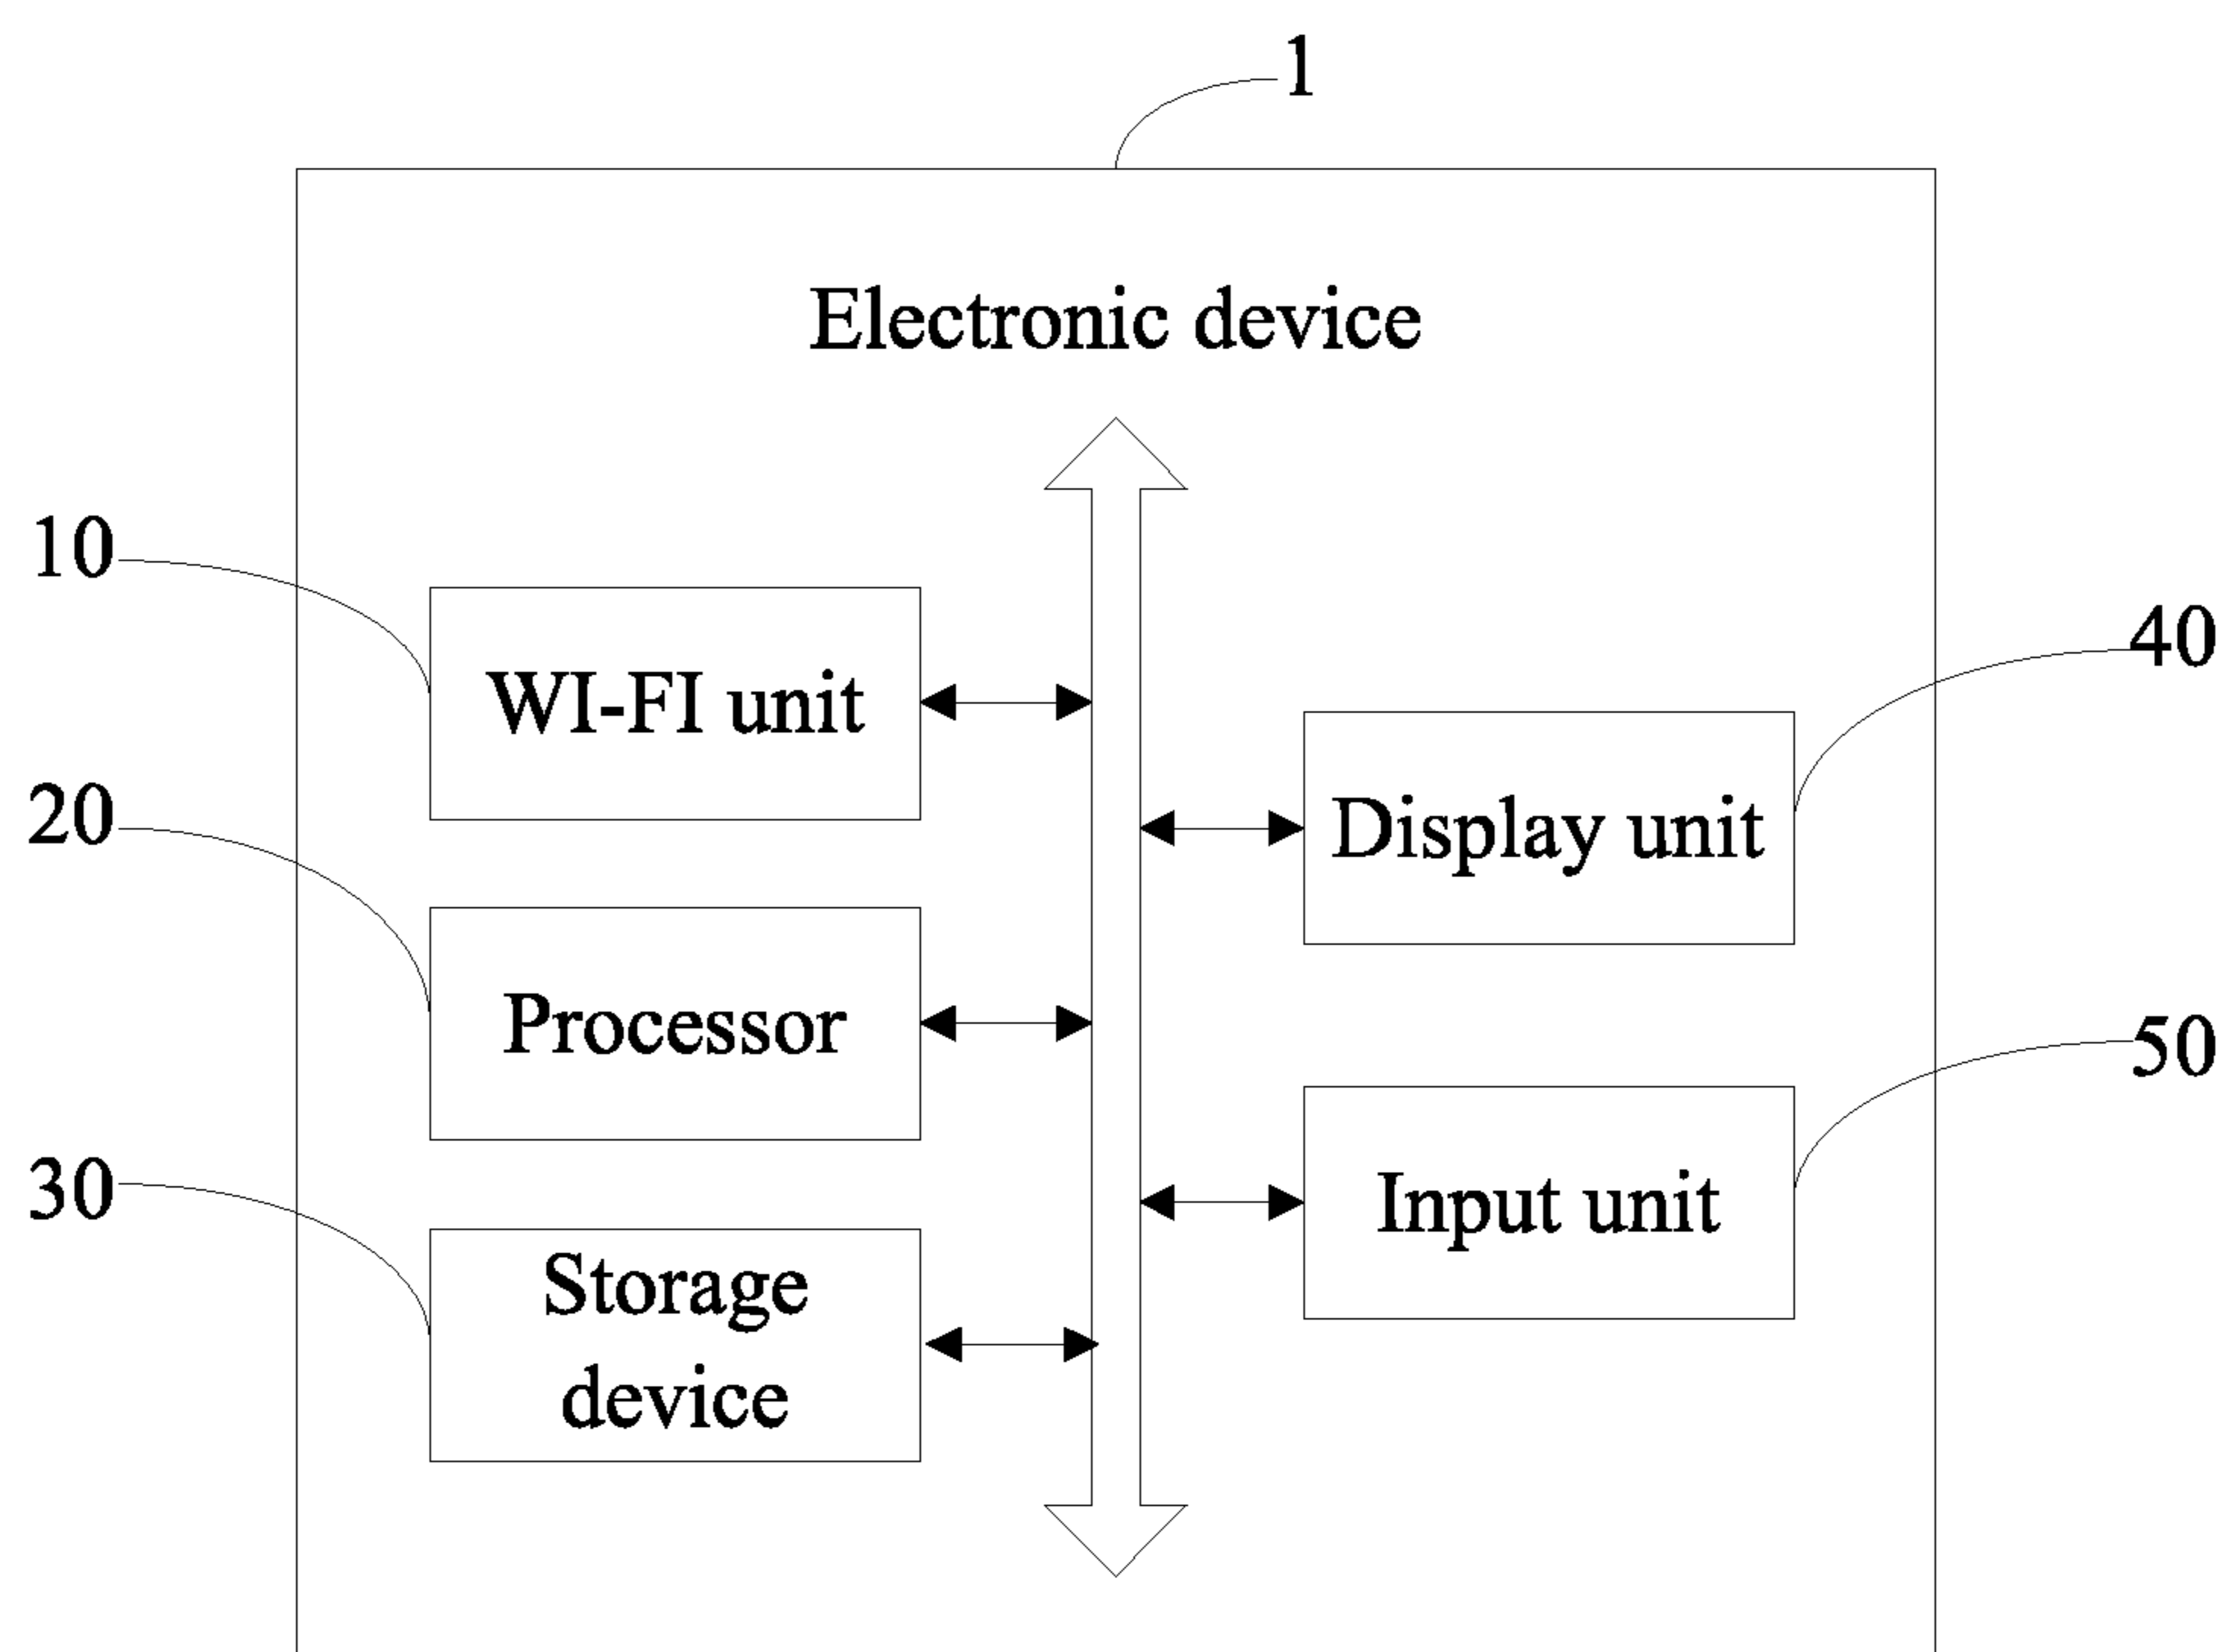 1
Electronic device
10
WI-FI unit
40
Display unit
20
Processor
50
Input unit
30
Storage
device